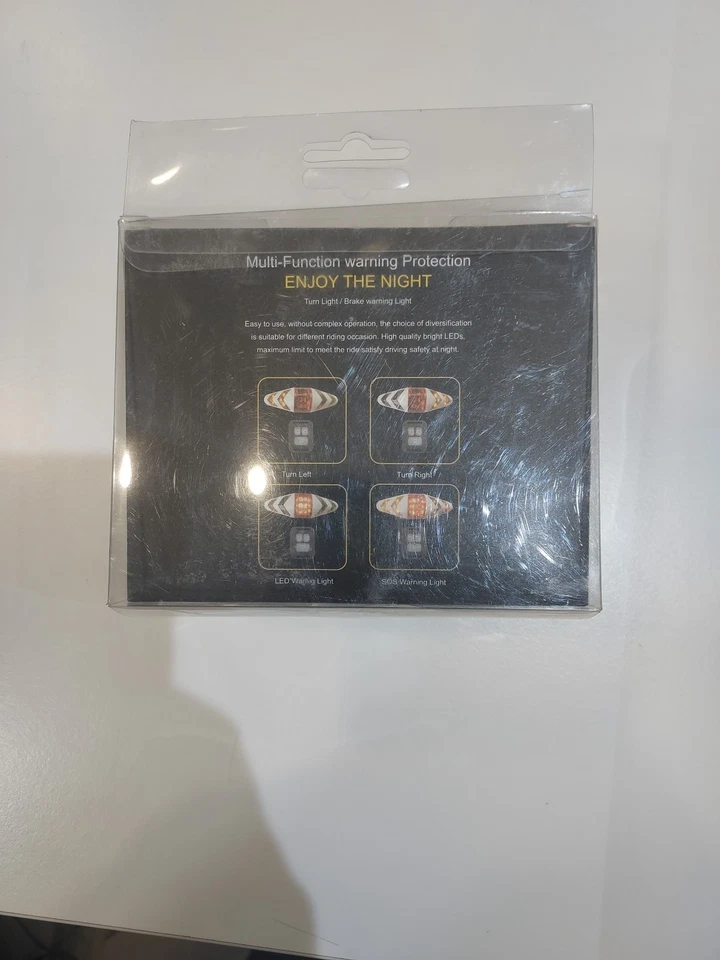 Multi-Function warning Protection
ENJOY THE NIGHT
Turn Light / Brake warning Light
Easy to use, without complex operation, the choice of diversification
is suitable for different riding occasion. High quality bright LEDs,
maximum limit to meet the ride satisfy driving safety at night.
Turn Left
Turn Right
LED Warnig Light
SOS Warning Light